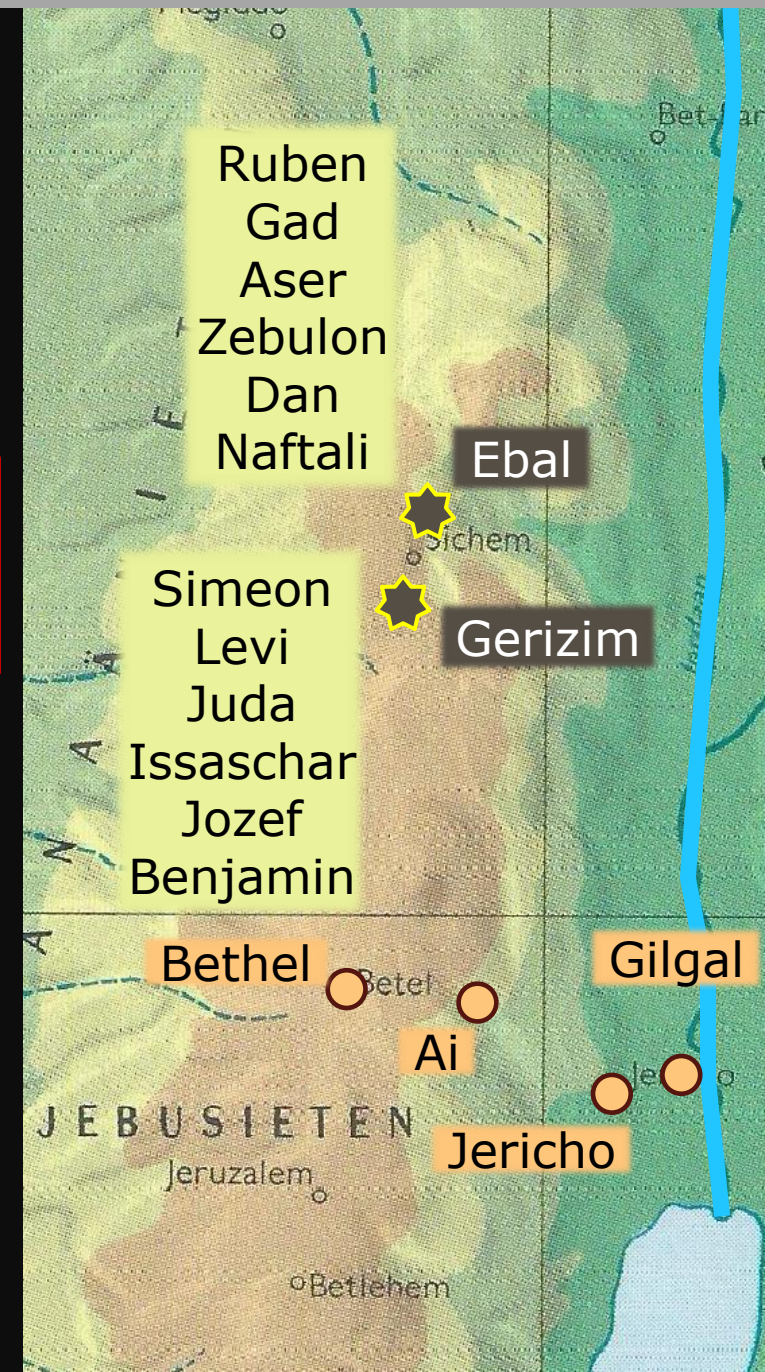 Ruben
Gad
Aser
Zebulon
Dan
Naftali
Ebal
Sichem
Simeon
Levi
Juda
Issaschar
Jozef
Benjamin
Gerizim
Bethel
Betel
Gilgal
Ai
Jericho
JEBUSIETEN
Jeruzalem
Betlehem